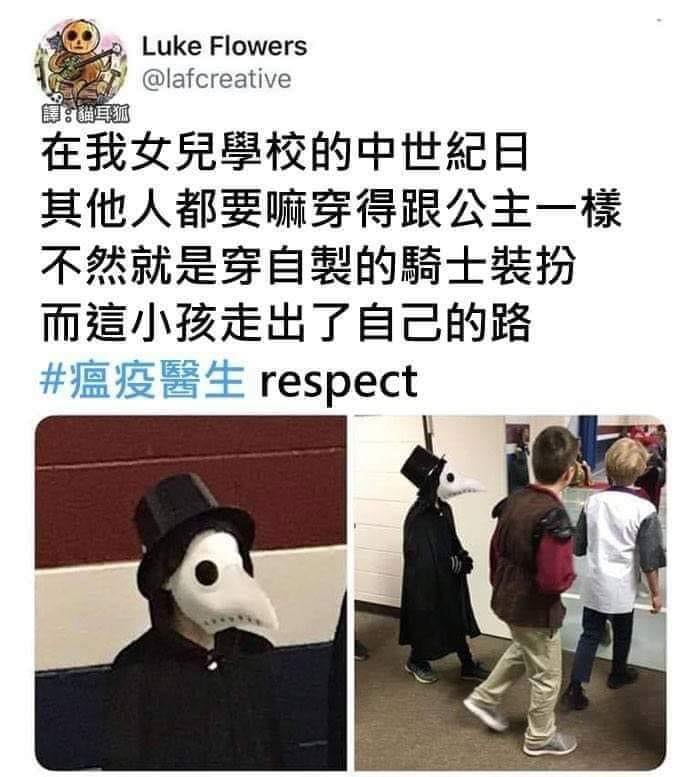 Luke Flowers
@lafcreative
譯:貓耳狐
在我女兒學校的中世紀日
其他人都要嘛穿得跟公主一樣
不然就是穿自製的騎士裝扮
而這小孩走出了自己的路
#瘟疫醫生 respect